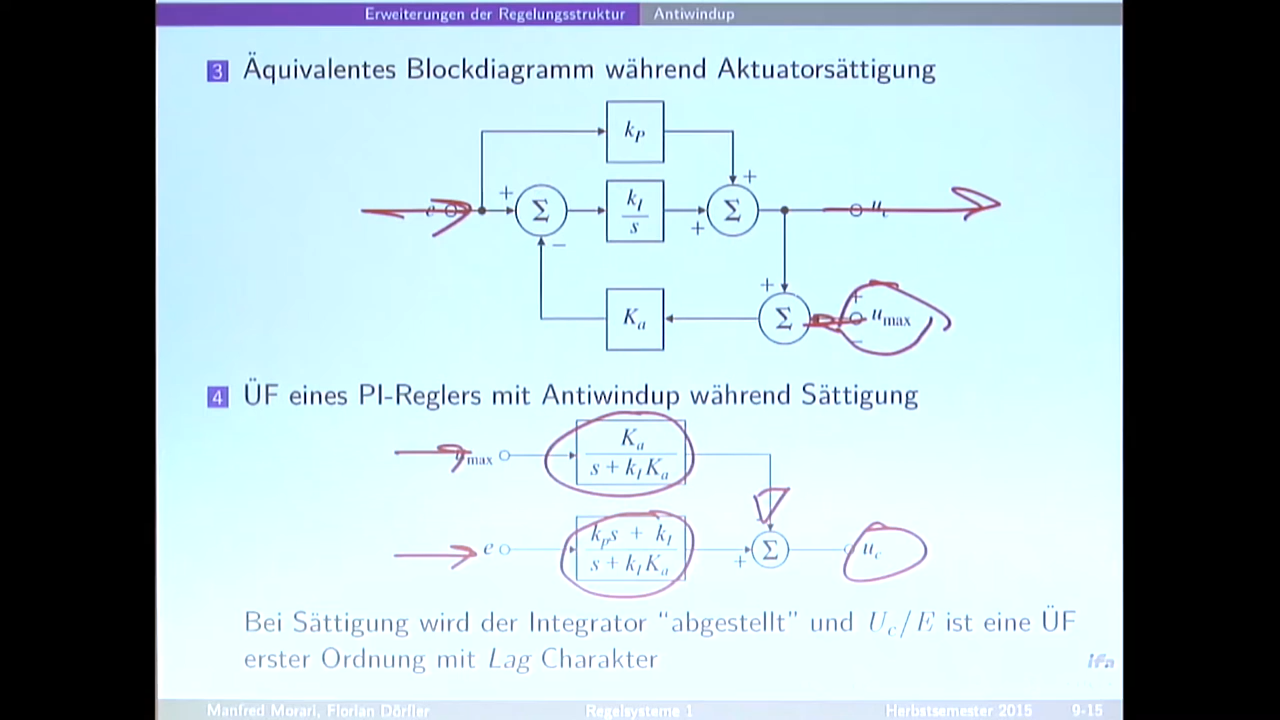 Erweiterungen der Regelungsstruktur Antiwindup
3 Äquivalentes Blockdiagramm während Aktuatorsättigung
k_P
+
e + Σ k_I/s + Σ u_c
−
+
K_a Σ + u_max
−
4 ÜF eines PI-Reglers mit Antiwindup während Sättigung
K_a
max
s + k_I K_a
k_p s + k_I
e + Σ u_c
s + k_I K_a
Bei Sättigung wird der Integrator "abgestellt" und U_c/E ist eine ÜF
erster Ordnung mit Lag Charakter
ifa
Manfred Morari, Florian Dörfler Regelsysteme 1 Herbstsemester 2015 9-15